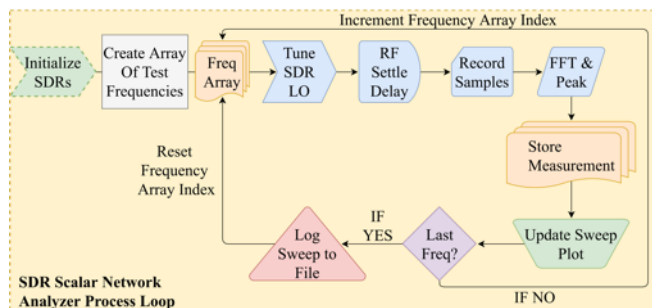 Increment Frequency Array Index
Initialize
SDRs
Create Array
Of Test
Frequencies
Freq
Array
Tune
SDR
LO
RF
Settle
Delay
Record
Samples
FFT &
Peak
Store
Measurement
Update Sweep
Plot
Last
Freq?
IF
YES
IF NO
Log
Sweep to
File
Reset
Frequency
Array Index
SDR Scalar Network
Analyzer Process Loop